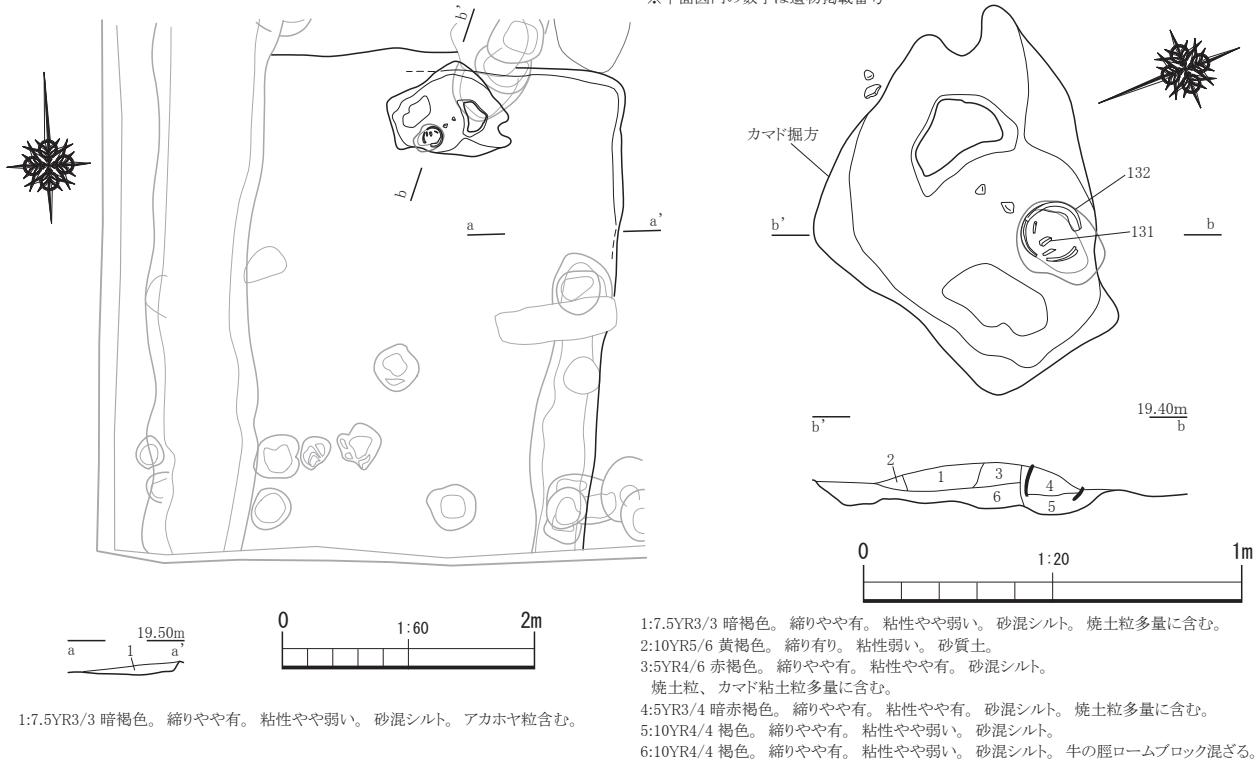 ※平面図内の数字は遺物掲載番号
b'
b
a
a'
カマド掘方
132
131
b'
b
19.40m
b'
b
2
1
3
4
6
5
0
1:20
1m
19.50m
a
1
a'
0
1:60
2m
1:7.5YR3/3 暗褐色。 締りやや有。 粘性やや弱い。 砂混シルト。 アカホヤ粒含む。
1:7.5YR3/3 暗褐色。 締りやや有。 粘性やや弱い。 砂混シルト。 焼土粒多量に含む。
2:10YR5/6 黄褐色。 締り有り。 粘性弱い。 砂質土。
3:5YR4/6 赤褐色。 締りやや有。 粘性やや有。 砂混シルト。
焼土粒、 カマド粘土粒多量に含む。
4:5YR3/4 暗赤褐色。 締りやや有。 粘性やや有。 砂混シルト。 焼土粒多量に含む。
5:10YR4/4 褐色。 締りやや有。 粘性やや弱い。 砂混シルト。
6:10YR4/4 褐色。 締りやや有。 粘性やや弱い。 砂混シルト。 牛の脛ロームブロック混ざる。